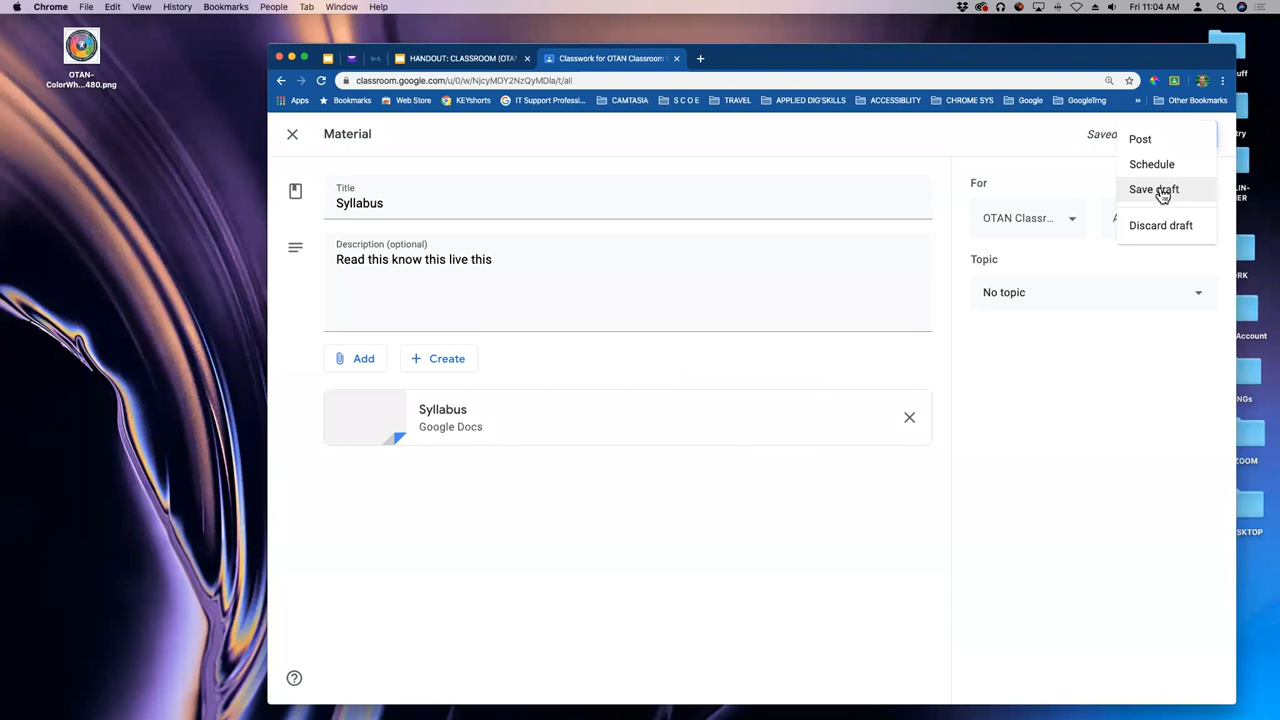 Chrome File Edit View History Bookmarks People Tab Window Help Fri 11:04 AM
OTAN-
ColorWh...480.png
HANDOUT: CLASSROOM (OTAN
Classwork for OTAN Classroom
classroom.google.com/u/0/w/NjcyMDY2NzQyMDla/t/all
Apps Bookmarks Web Store KEYshorts IT Support Professi... CAMTASIA S C O E TRAVEL APPLIED DIG'SKILLS ACCESSIBLITY CHROME SYS Google GoogleTrng » Other Bookmarks
Material
Saved
Post
Schedule
Save draft
Discard draft
Title
Syllabus
Description (optional)
Read this know this live this
Add
Create
Syllabus
Google Docs
For
OTAN Classr...
Topic
No topic
Account
ZOOM